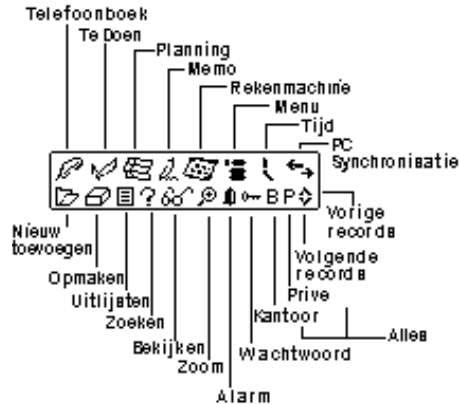 Telefoonboek
Te Doen
Planning
Memo
Rekenmachine
Menu
Tijd
PC
Synchronisatie
B P
Nieuw
toevoegen
Opmaken
Uitlijsten
Zoeken
Bekijken
Zoom
Alarm
Wachtwoord
Kantoor
Prive
Volgende
records
Vorige
records
Alles